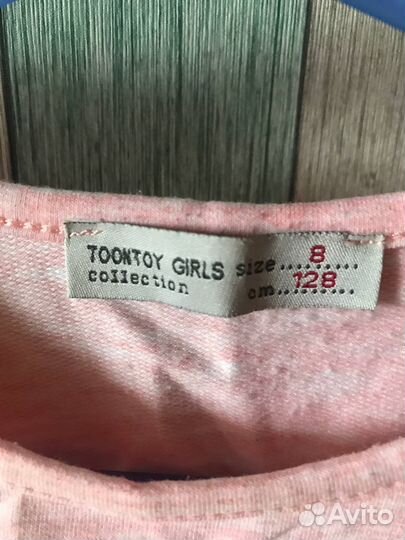 TOONTOY GIRLS size.....8.....
collection cm..128.....
Avito